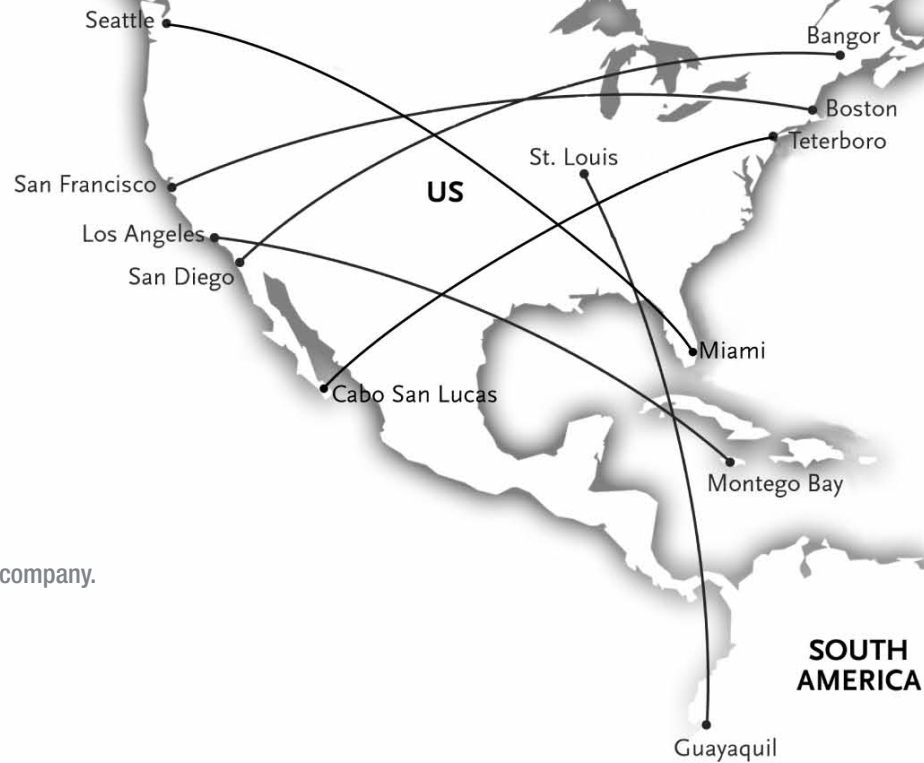 Seattle
Bangor
Boston
Teterboro
St. Louis
San Francisco
US
Los Angeles
San Diego
Miami
Cabo San Lucas
Montego Bay
company.
SOUTH
AMERICA
Guayaquil